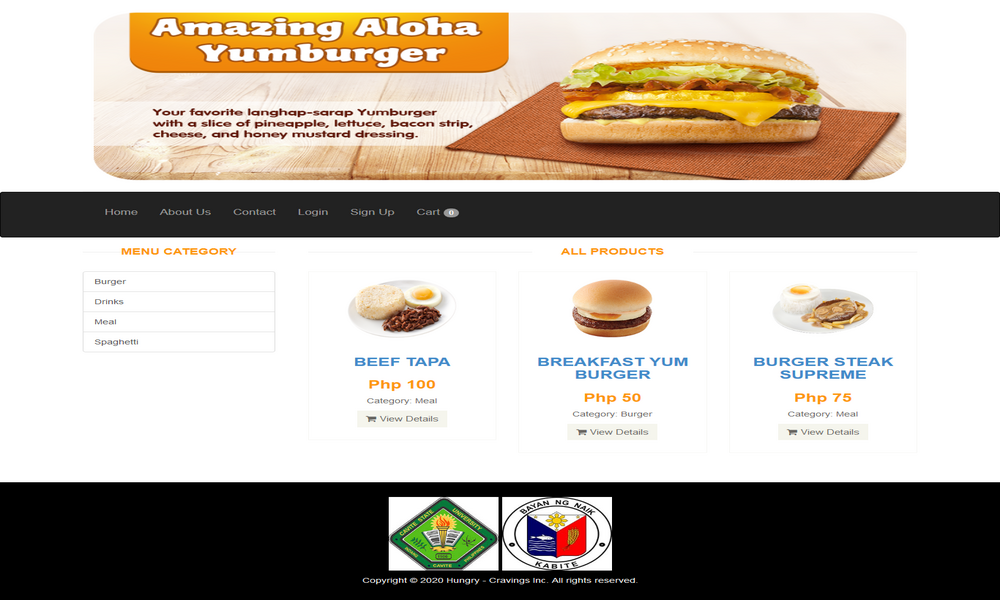 Amazing Aloha
Yumburger
Your favorite langhap-sarap Yumburger
with a slice of pineapple, lettuce, bacon strip,
cheese, and honey mustard dressing.
Home About Us Contact Login Sign Up Cart 0
MENU CATEGORY
Burger
Drinks
Meal
Spaghetti
ALL PRODUCTS
BEEF TAPA
Php 100
Category: Meal
View Details
BREAKFAST YUM
BURGER
Php 50
Category: Burger
View Details
BURGER STEAK
SUPREME
Php 75
Category: Meal
View Details
CAVITE STATE UNIVERSITY
CAVITE
PHILIPPINES
BAYAN NG NAIK
KABITE
Copyright © 2020 Hungry - Cravings Inc. All rights reserved.